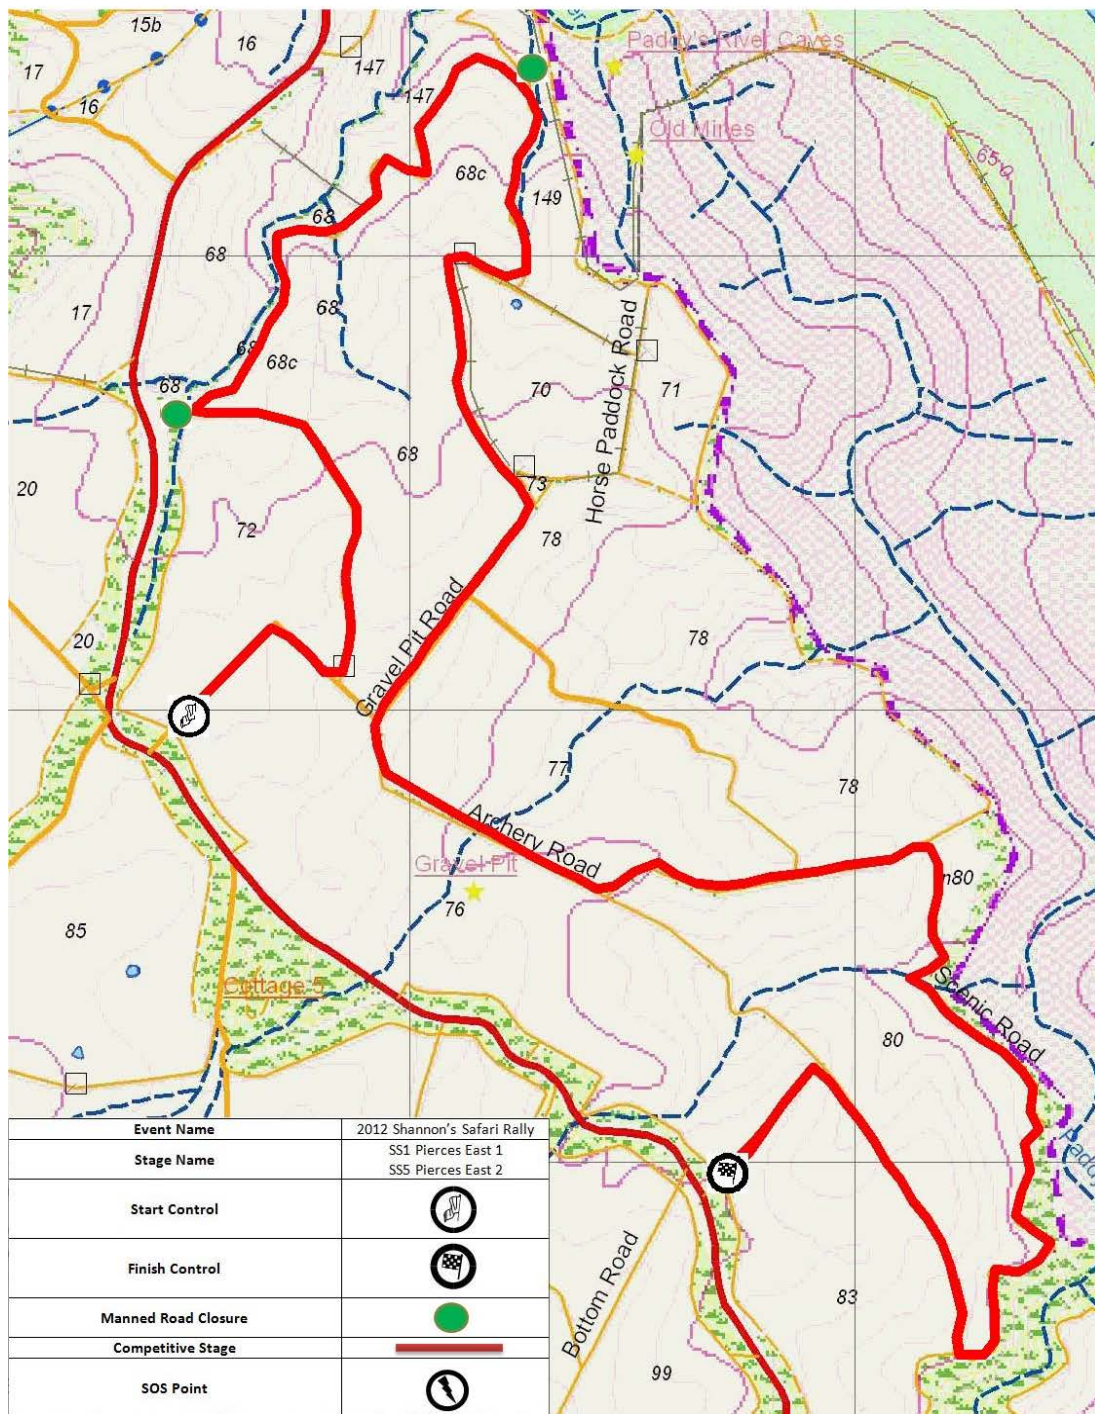 15b
16
147
17
16
147
Paddy's River Caves
Old Mines
650
68c
149
68
68
68
17
68
68c
68
70
71
Horse Paddock Road
68
20
72
73
78
20
Gravel Pit Road
78
77
78
Archery Road
Gravel Pit
76
n80
85
Cottage 5
Scenic Road
80
Paddy
Bottom Road
83
99
Event Name 2012 Shannon's Safari Rally
Stage Name SS1 Pierces East 1
SS5 Pierces East 2
Start Control
Finish Control
Manned Road Closure
Competitive Stage
SOS Point